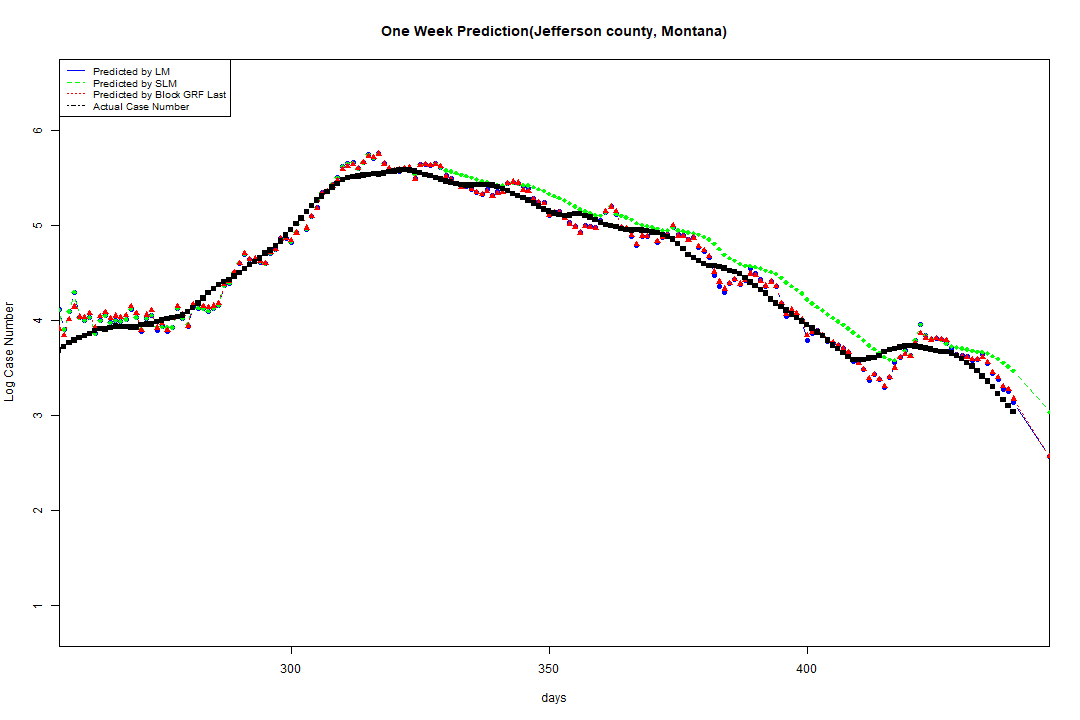 One Week Prediction(Jefferson county, Montana)
Predicted by LM
Predicted by SLM
Predicted by Block GRF Last
Actual Case Number
Log Case Number
6
5
4
3
2
1
300 350 400
days